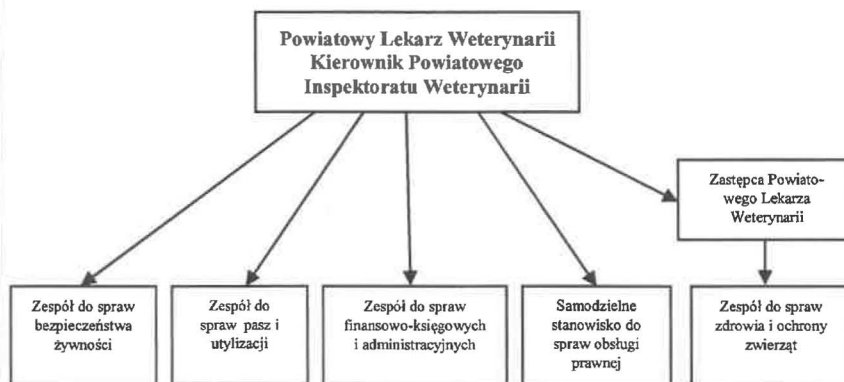 Powiatowy Lekarz Weterynarii
Kierownik Powiatowego
Inspektoratu Weterynarii
Zastępca Powiato-
wego Lekarza
Weterynarii
Zespół do spraw
bezpieczeństwa
żywności
Zespół do
spraw pasz i
utylizacji
Zespół do spraw
finansowo-księgowych
i administracyjnych
Samodzielne
stanowisko do
spraw obsługi
prawnej
Zespół do spraw
zdrowia i ochrony
zwierząt